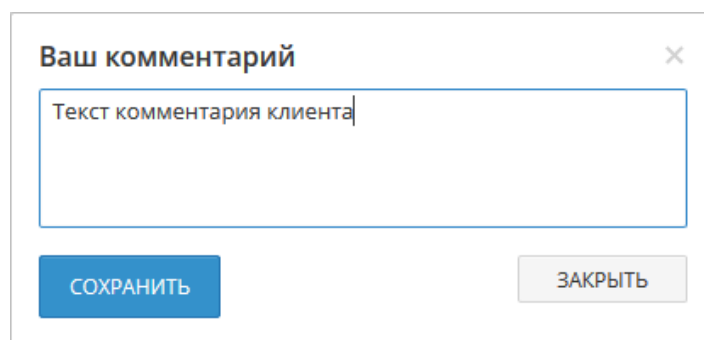 Ваш комментарий
Текст комментария клиента
СОХРАНИТЬ
ЗАКРЫТЬ